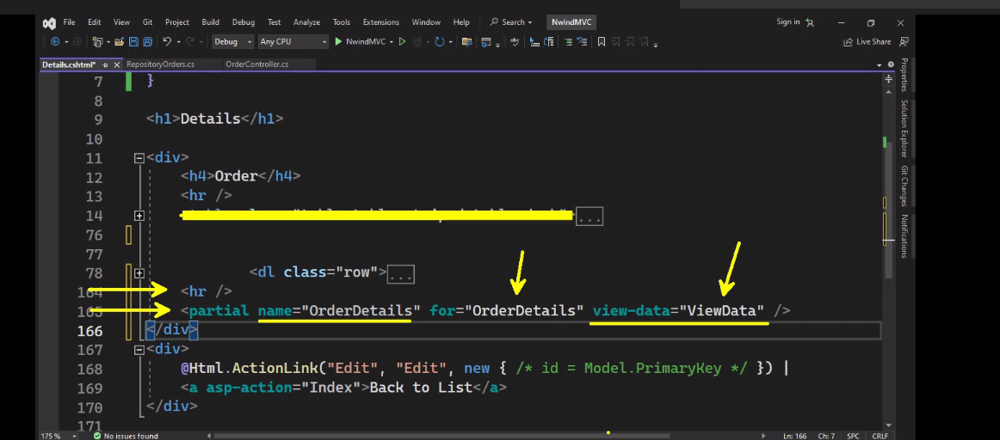 File Edit View Git Project Build Debug Test Analyze Tools Extensions Window Help Search NwindMVC Sign in
Debug Any CPU NwindMVC Live Share
Details.cshtml* RepositoryOrders.cs OrderController.cs
7 }
8
9 <h1>Details</h1>
10
11 <div>
12 <h4>Order</h4>
13 <hr />
14 ...
76
77
78 <dl class="row">...
164 <hr />
165 <partial name="OrderDetails" for="OrderDetails" view-data="ViewData" />
166 </div>
167 <div>
168 @Html.ActionLink("Edit", "Edit", new { /* id = Model.PrimaryKey */ }) |
169 <a asp-action="Index">Back to List</a>
170 </div>
171
Properties
Solution Explorer
Git Changes
Notifications
175 % No issues found Ln: 166 Ch: 7 SPC CRLF